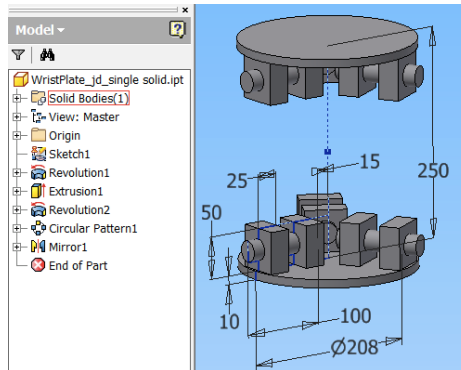 Model
WristPlate_jd_single solid.ipt
Solid Bodies(1)
View: Master
Origin
Sketch1
Revolution1
Extrusion1
Revolution2
Circular Pattern1
Mirror1
End of Part
15
25
250
50
10
100
Ø208